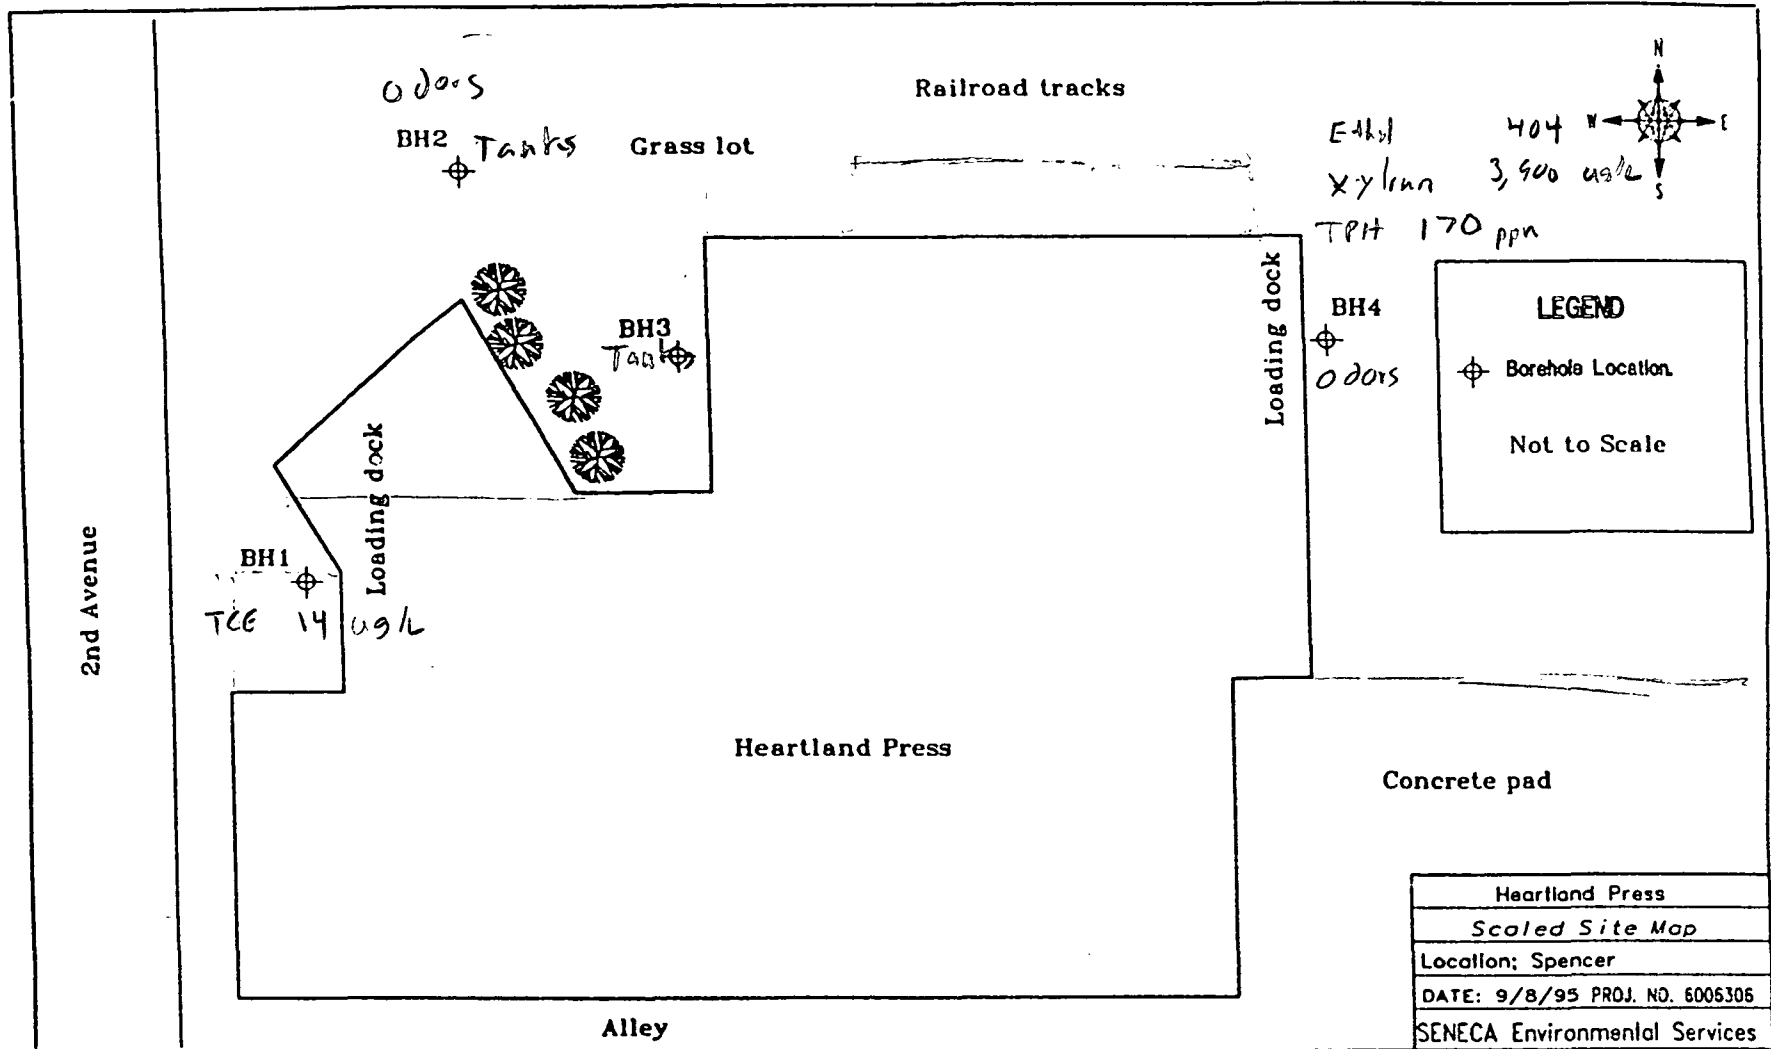 N
Odors
Railroad tracks
BH2 Tanks
Grass lot
W E
Ethyl 404
Xylenn 3,900 ug/L
S
TPH 170 ppm
Loading dock
BH4
LEGEND
BH3
Tanks
Borehole Location.
Odors
Not to Scale
Loading dock
2nd Avenue
BH1
TCE 14 ug/L
Heartland Press
Concrete pad
Heartland Press
Scaled Site Map
Location; Spencer
DATE: 9/8/95 PROJ. NO. 6006306
SENECA Environmental Services
Alley